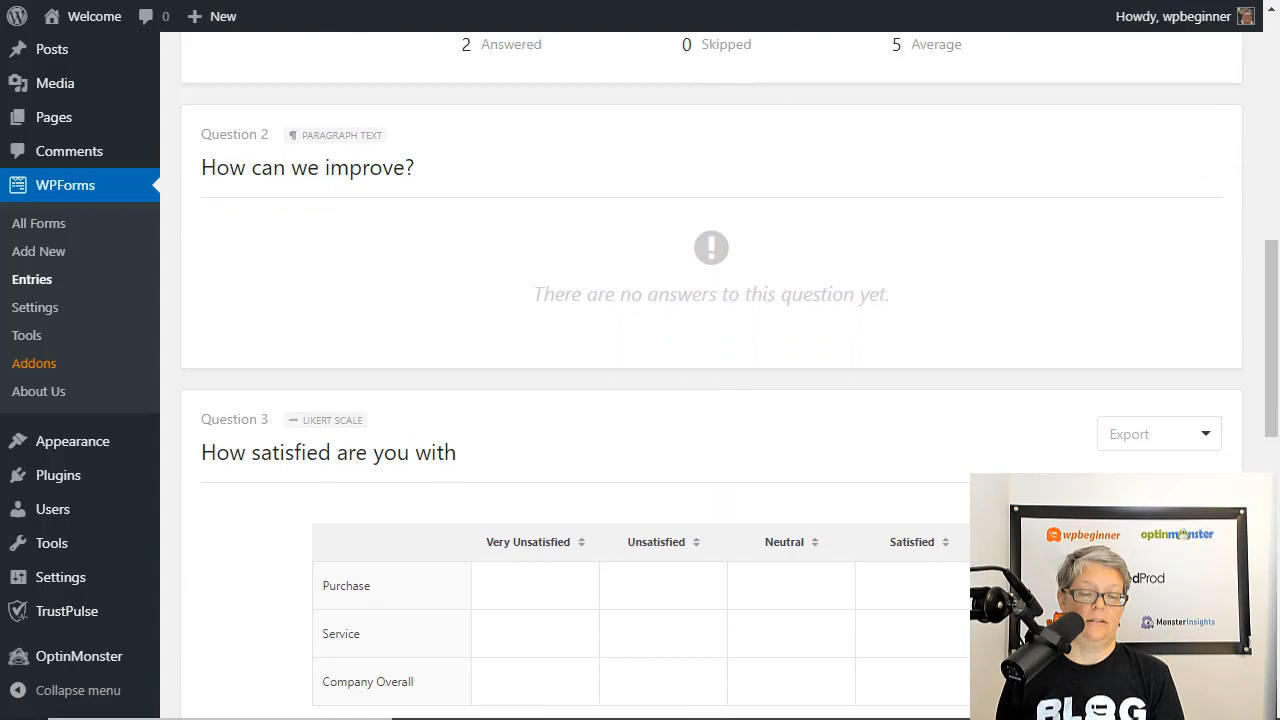 Welcome
0
New
Howdy, wpbeginner
Posts
Media
Pages
Comments
WPForms
All Forms
Add New
Entries
Settings
Tools
Addons
About Us
Appearance
Plugins
Users
Tools
Settings
TrustPulse
OptinMonster
Collapse menu
2 Answered
0 Skipped
5 Average
Question 2
PARAGRAPH TEXT
How can we improve?
There are no answers to this question yet.
Question 3
LIKERT SCALE
How satisfied are you with
Export
Very Unsatisfied
Unsatisfied
Neutral
Satisfied
Purchase
Service
Company Overall
wpbeginner
optinmonster
edProd
MonsterInsights
BLOG